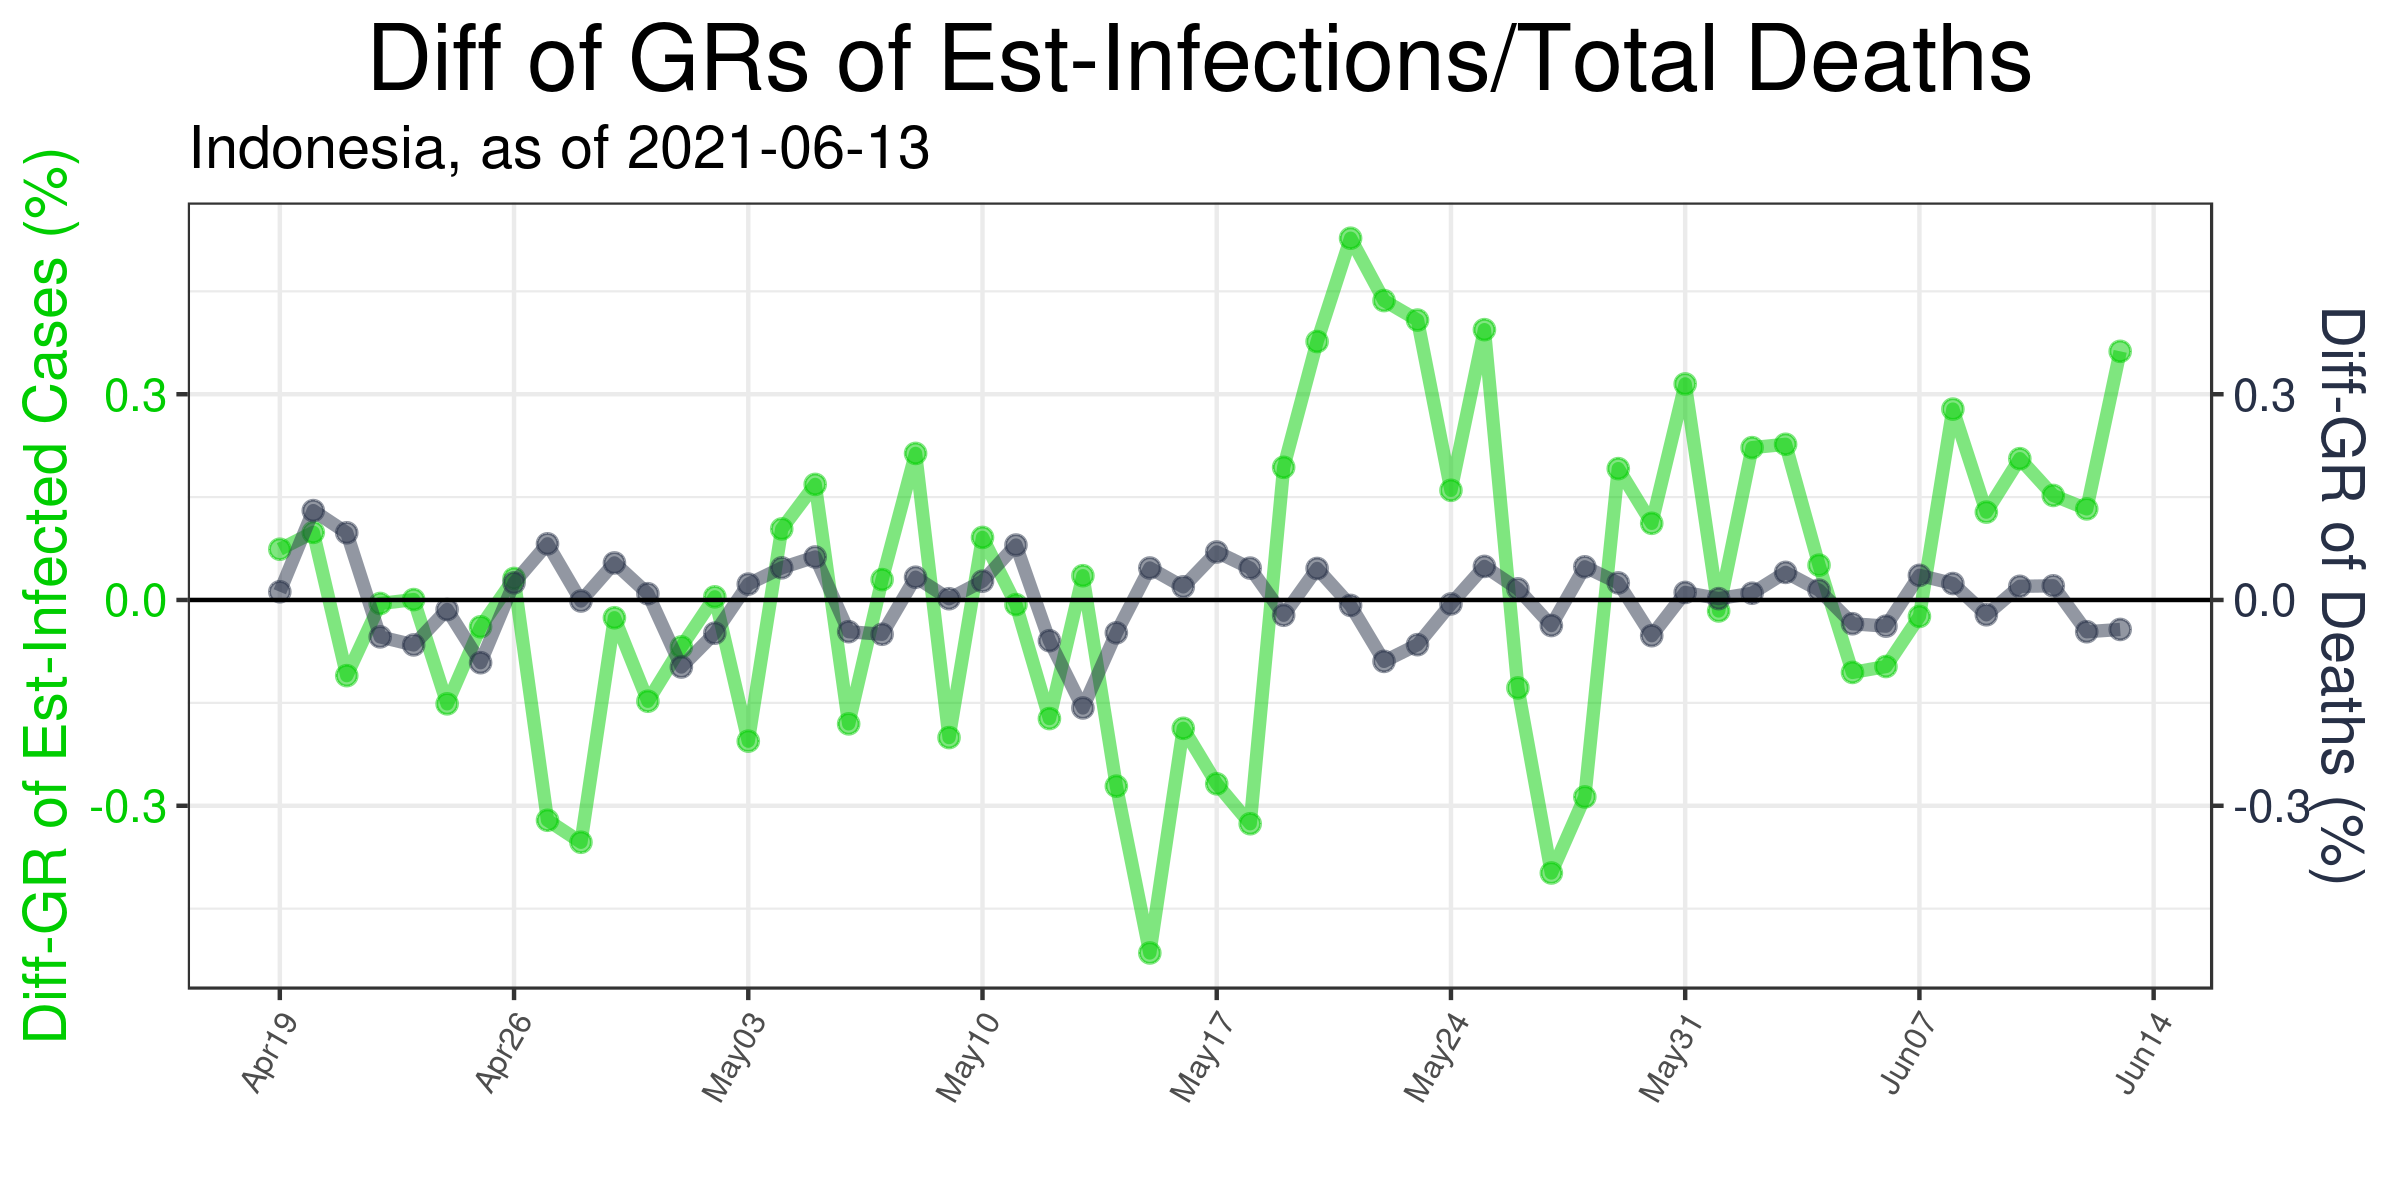 Diff of GRs of Est-Infections/Total Deaths
Indonesia, as of 2021-06-13
Diff-GR of Est-Infected Cases (%)
0.3
0.0
-0.3
0.3
0.0
-0.3
Diff-GR of Deaths (%)
Apr19
Apr26
May03
May10
May17
May24
May31
Jun07
Jun14